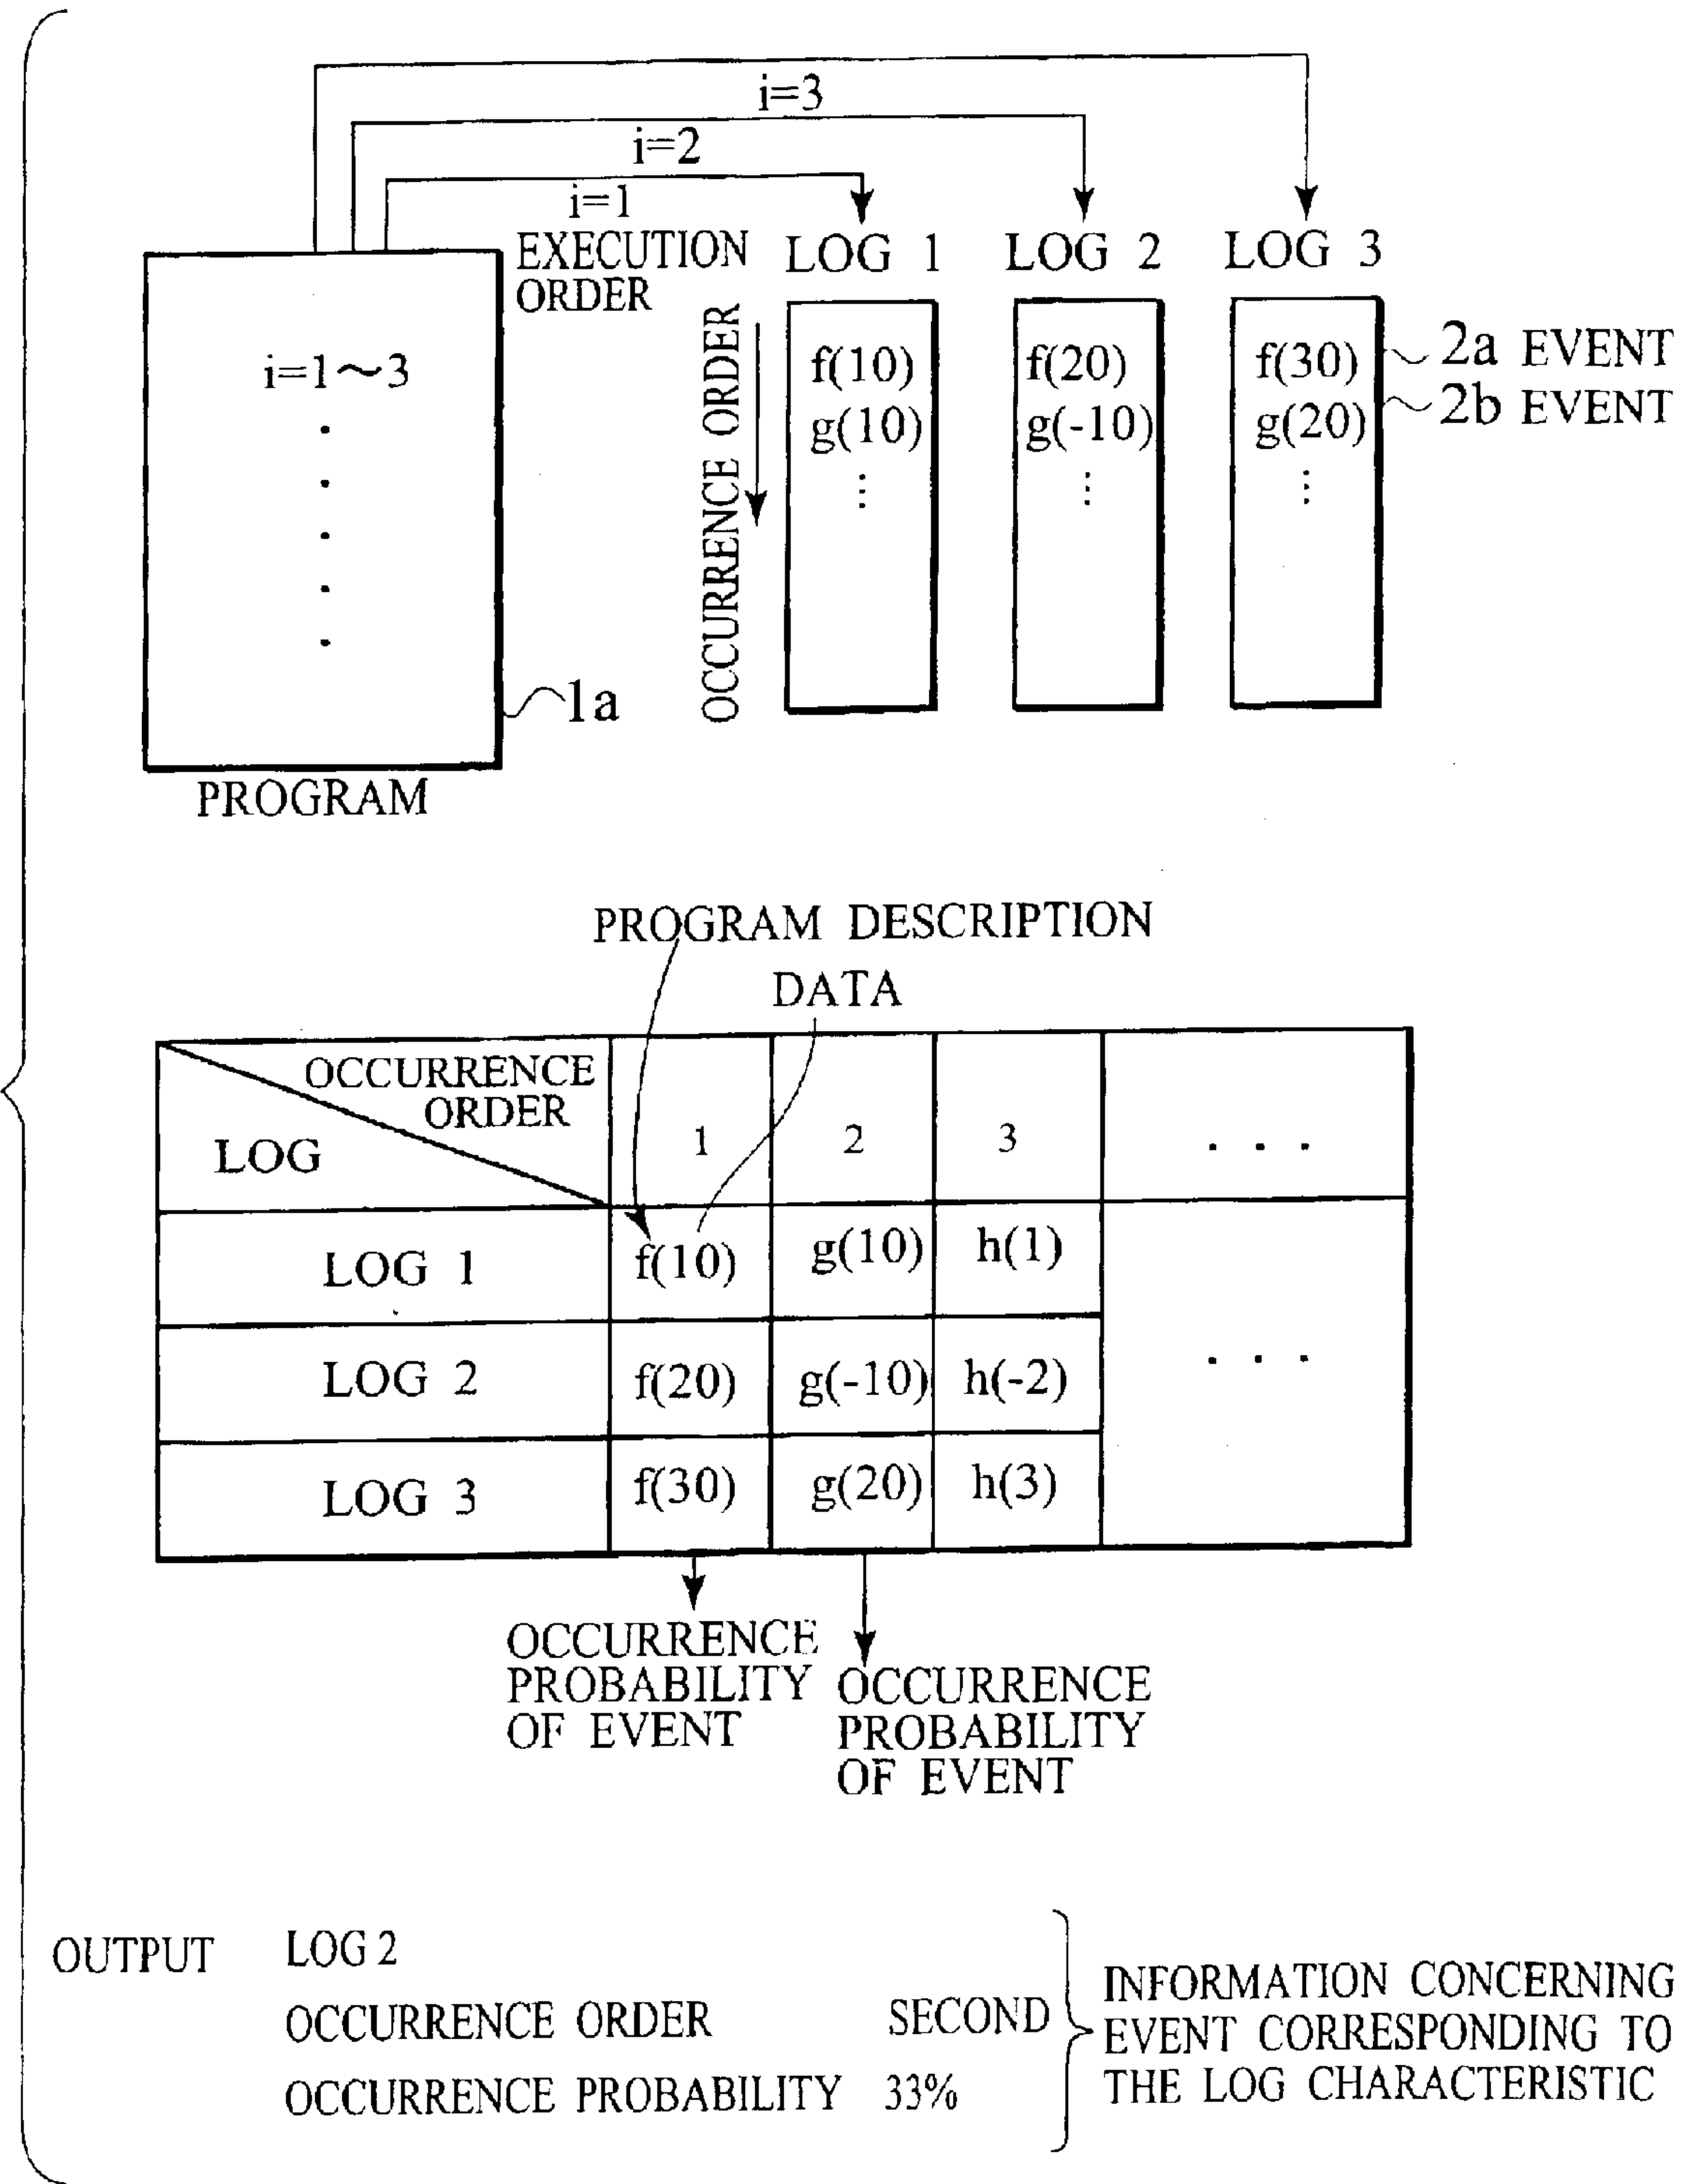 i=3
i=2
i=1
EXECUTION
ORDER
LOG 1 LOG 2 LOG 3
OCCURRENCE ORDER
i=1～3
·
·
·
·
·
1a
PROGRAM
f(10)
g(10)
⋮
f(20)
g(-10)
⋮
f(30)
g(20)
⋮
2a EVENT
2b EVENT
PROGRAM DESCRIPTION
DATA
OCCURRENCE
ORDER
LOG
1 2 3 . . .
LOG 1 f(10) g(10) h(1)
LOG 2 f(20) g(-10) h(-2) . . .
LOG 3 f(30) g(20) h(3)
OCCURRENCE
PROBABILITY
OF EVENT
OCCURRENCE
PROBABILITY
OF EVENT
OUTPUT LOG 2
OCCURRENCE ORDER SECOND
OCCURRENCE PROBABILITY 33%
INFORMATION CONCERNING
EVENT CORRESPONDING TO
THE LOG CHARACTERISTIC